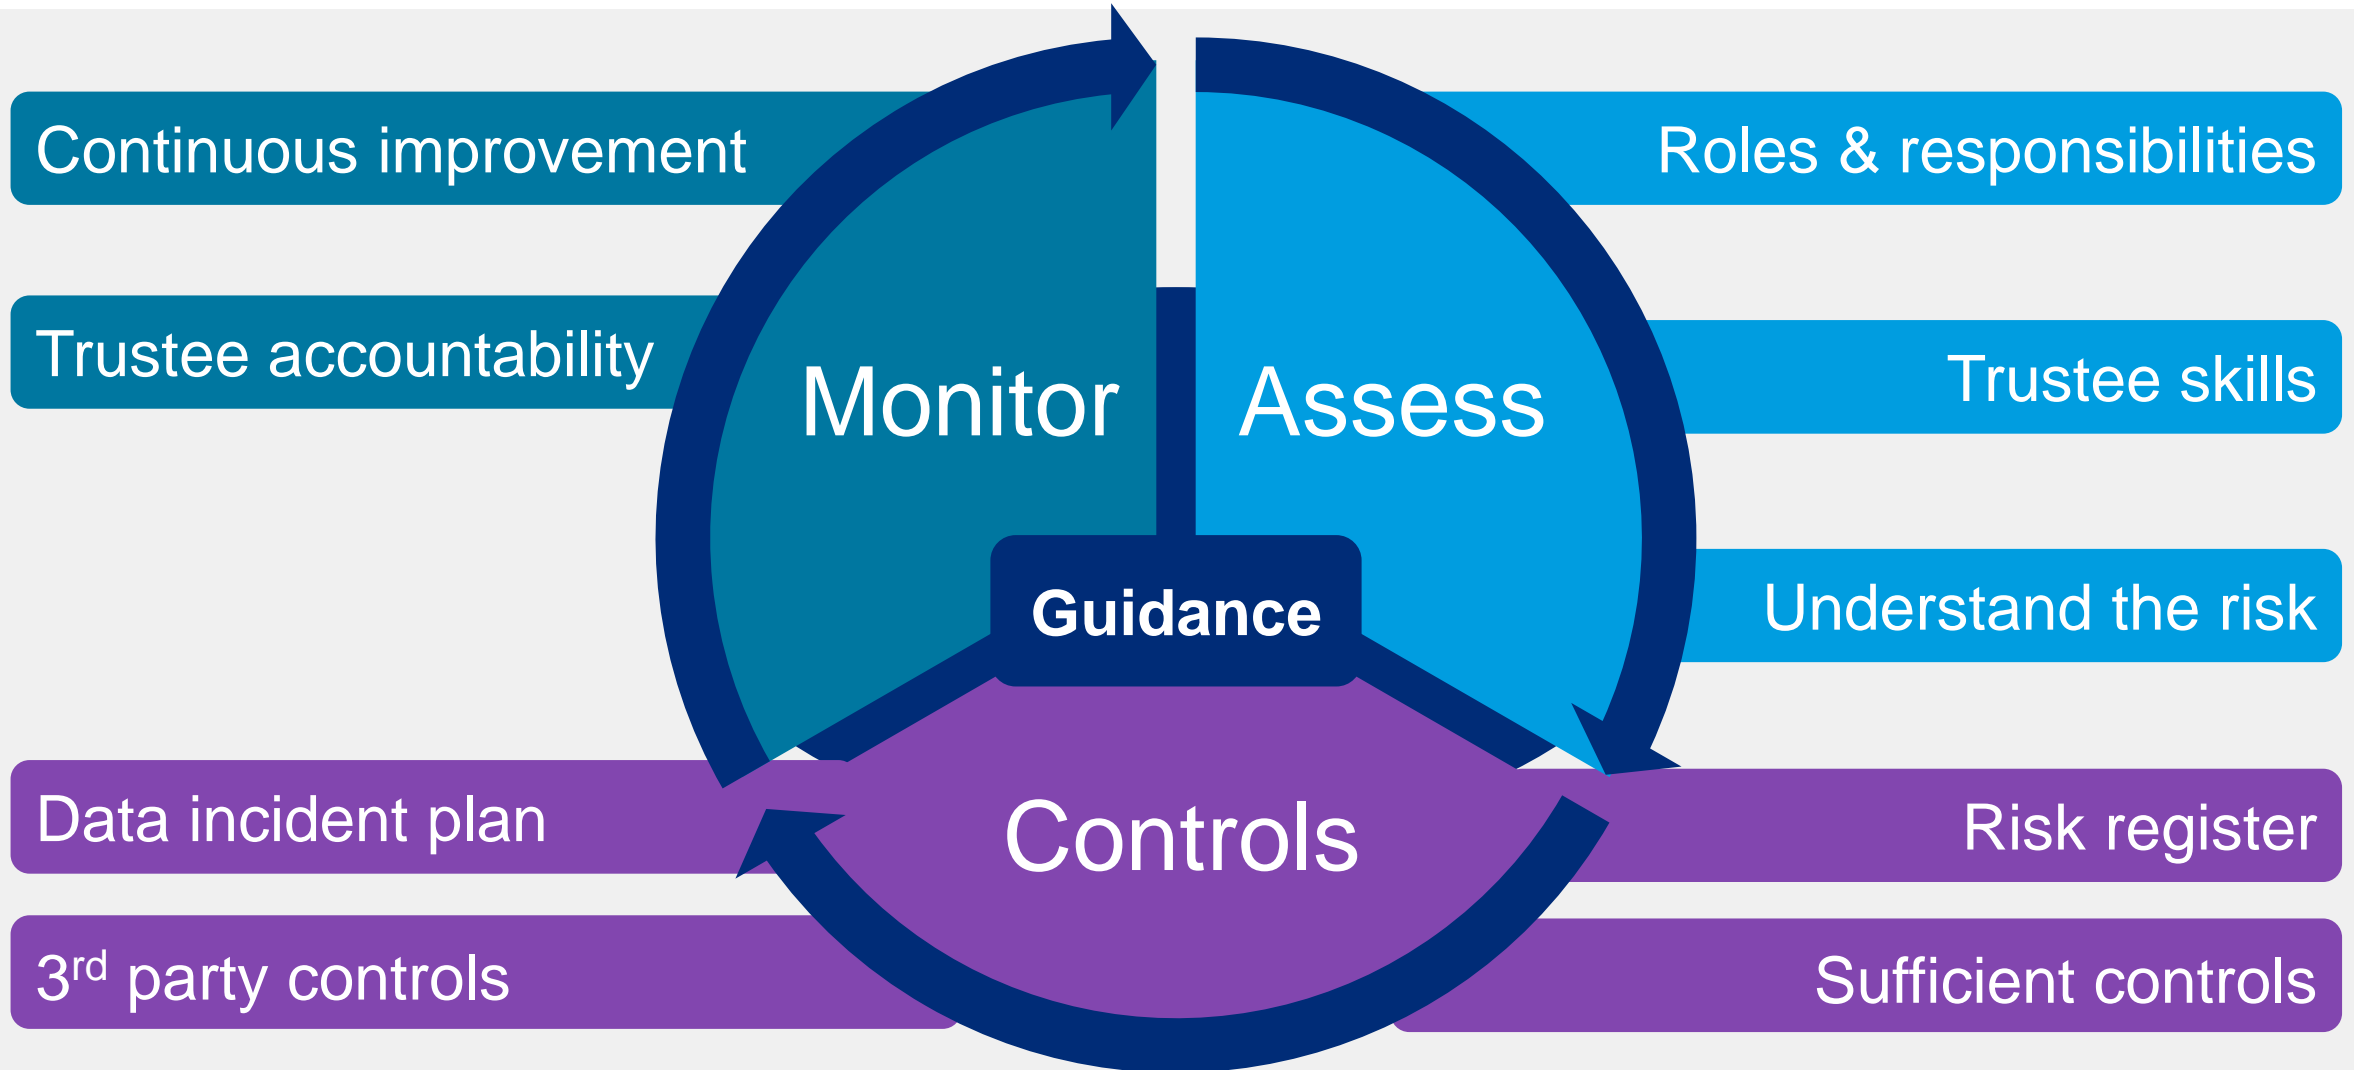 Continuous improvement
Roles & responsibilities
Trustee accountability
Trustee skills
Monitor
Assess
Understand the risk
Guidance
Data incident plan
Risk register
Controls
3rd party controls
Sufficient controls